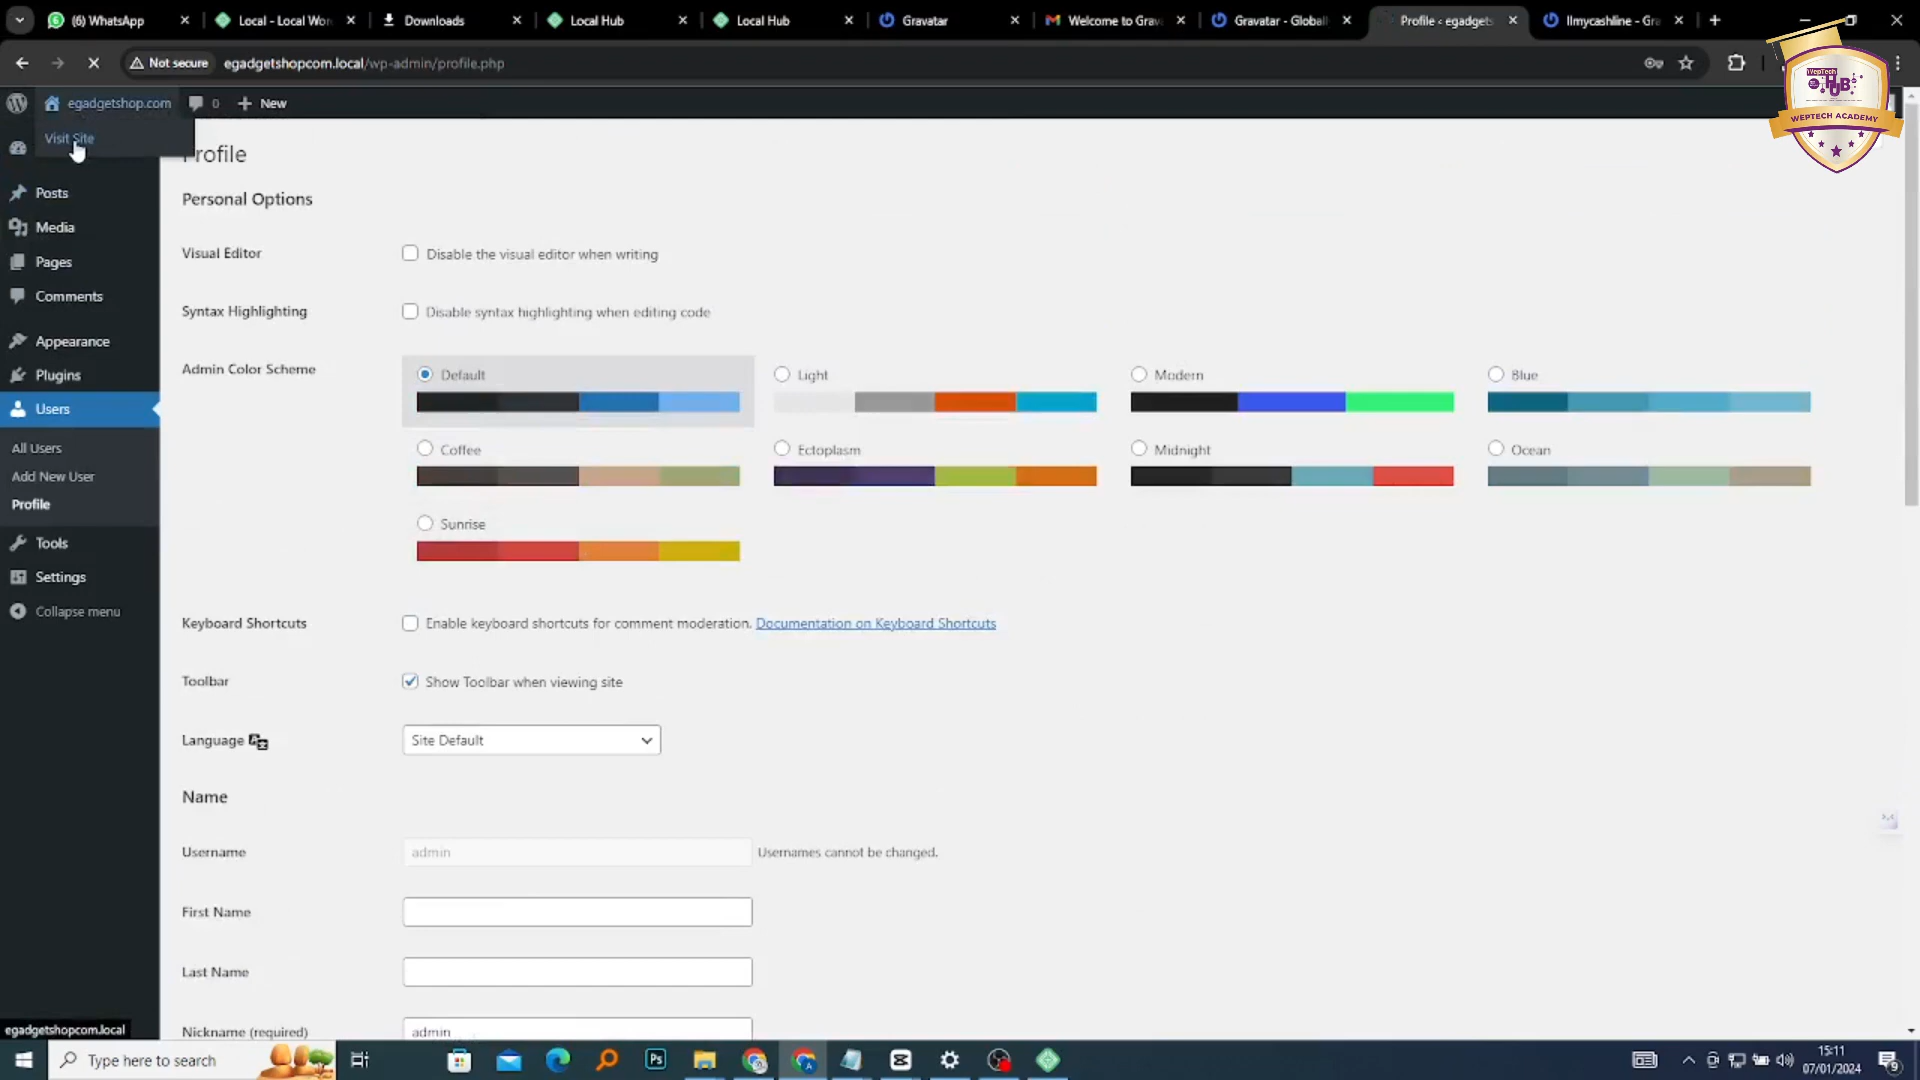 (6) WhatsApp
Local - Local Wor
Downloads
Local Hub
Local Hub
Gravatar
Welcome to Grav
Gravatar - Globall
Profile ‹ egadgets
Ilmycashline - Gra
Not secure
egadgetshopcom.local/wp-admin/profile.php
WEPTECH ACADEMY
egadgetshop.com
0
New
Visit Site
Profile
Personal Options
Posts
Media
Pages
Comments
Appearance
Plugins
Users
All Users
Add New User
Profile
Tools
Settings
Collapse menu
Visual Editor
Disable the visual editor when writing
Syntax Highlighting
Disable syntax highlighting when editing code
Admin Color Scheme
Default
Light
Modern
Blue
Coffee
Ectoplasm
Midnight
Ocean
Sunrise
Keyboard Shortcuts
Enable keyboard shortcuts for comment moderation. Documentation on Keyboard Shortcuts
Toolbar
Show Toolbar when viewing site
Language
Site Default
Name
Username
admin
Usernames cannot be changed.
First Name
Last Name
Nickname (required)
admin
egadgetshopcom.local
Type here to search
Ps
15:11
07/01/2024